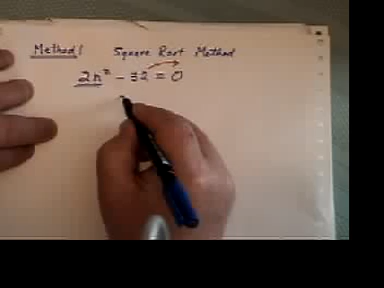 Method 1 Square Root Method
2n² - 32 = 0